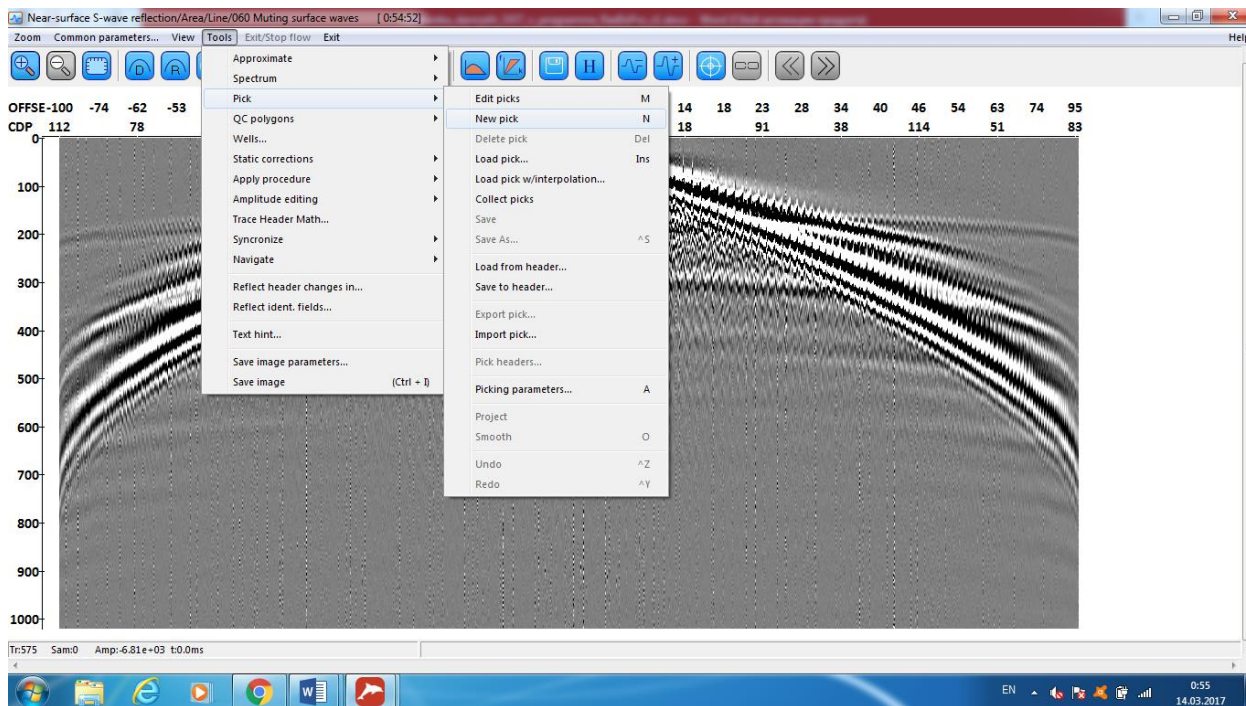 Near-surface S-wave reflection/Area/Line/060 Muting surface waves [ 0:54:52]
Zoom Common parameters... View Tools Exit/Stop flow Exit Hel
D R H
OFFSE-100 -74 -62 -53 14 18 23 28 34 40 46 54 63 74 95
CDP 112 78 18 91 38 114 51 83
0
100
200
300
400
500
600
700
800
900
1000
Approximate
Spectrum
Pick
QC polygons
Wells...
Static corrections
Apply procedure
Amplitude editing
Trace Header Math...
Syncronize
Navigate
Reflect header changes in...
Reflect ident. fields...
Text hint...
Save image parameters...
Save image (Ctrl + I)
Edit picks M
New pick N
Delete pick Del
Load pick... Ins
Load pick w/interpolation...
Collect picks
Save
Save As... ^S
Load from header...
Save to header...
Export pick...
Import pick...
Pick headers...
Picking parameters... A
Project
Smooth O
Undo ^Z
Redo ^Y
Tr:575 Sam:0 Amp:-6.81e+03 t:0.0ms
EN 0:55
14.03.2017